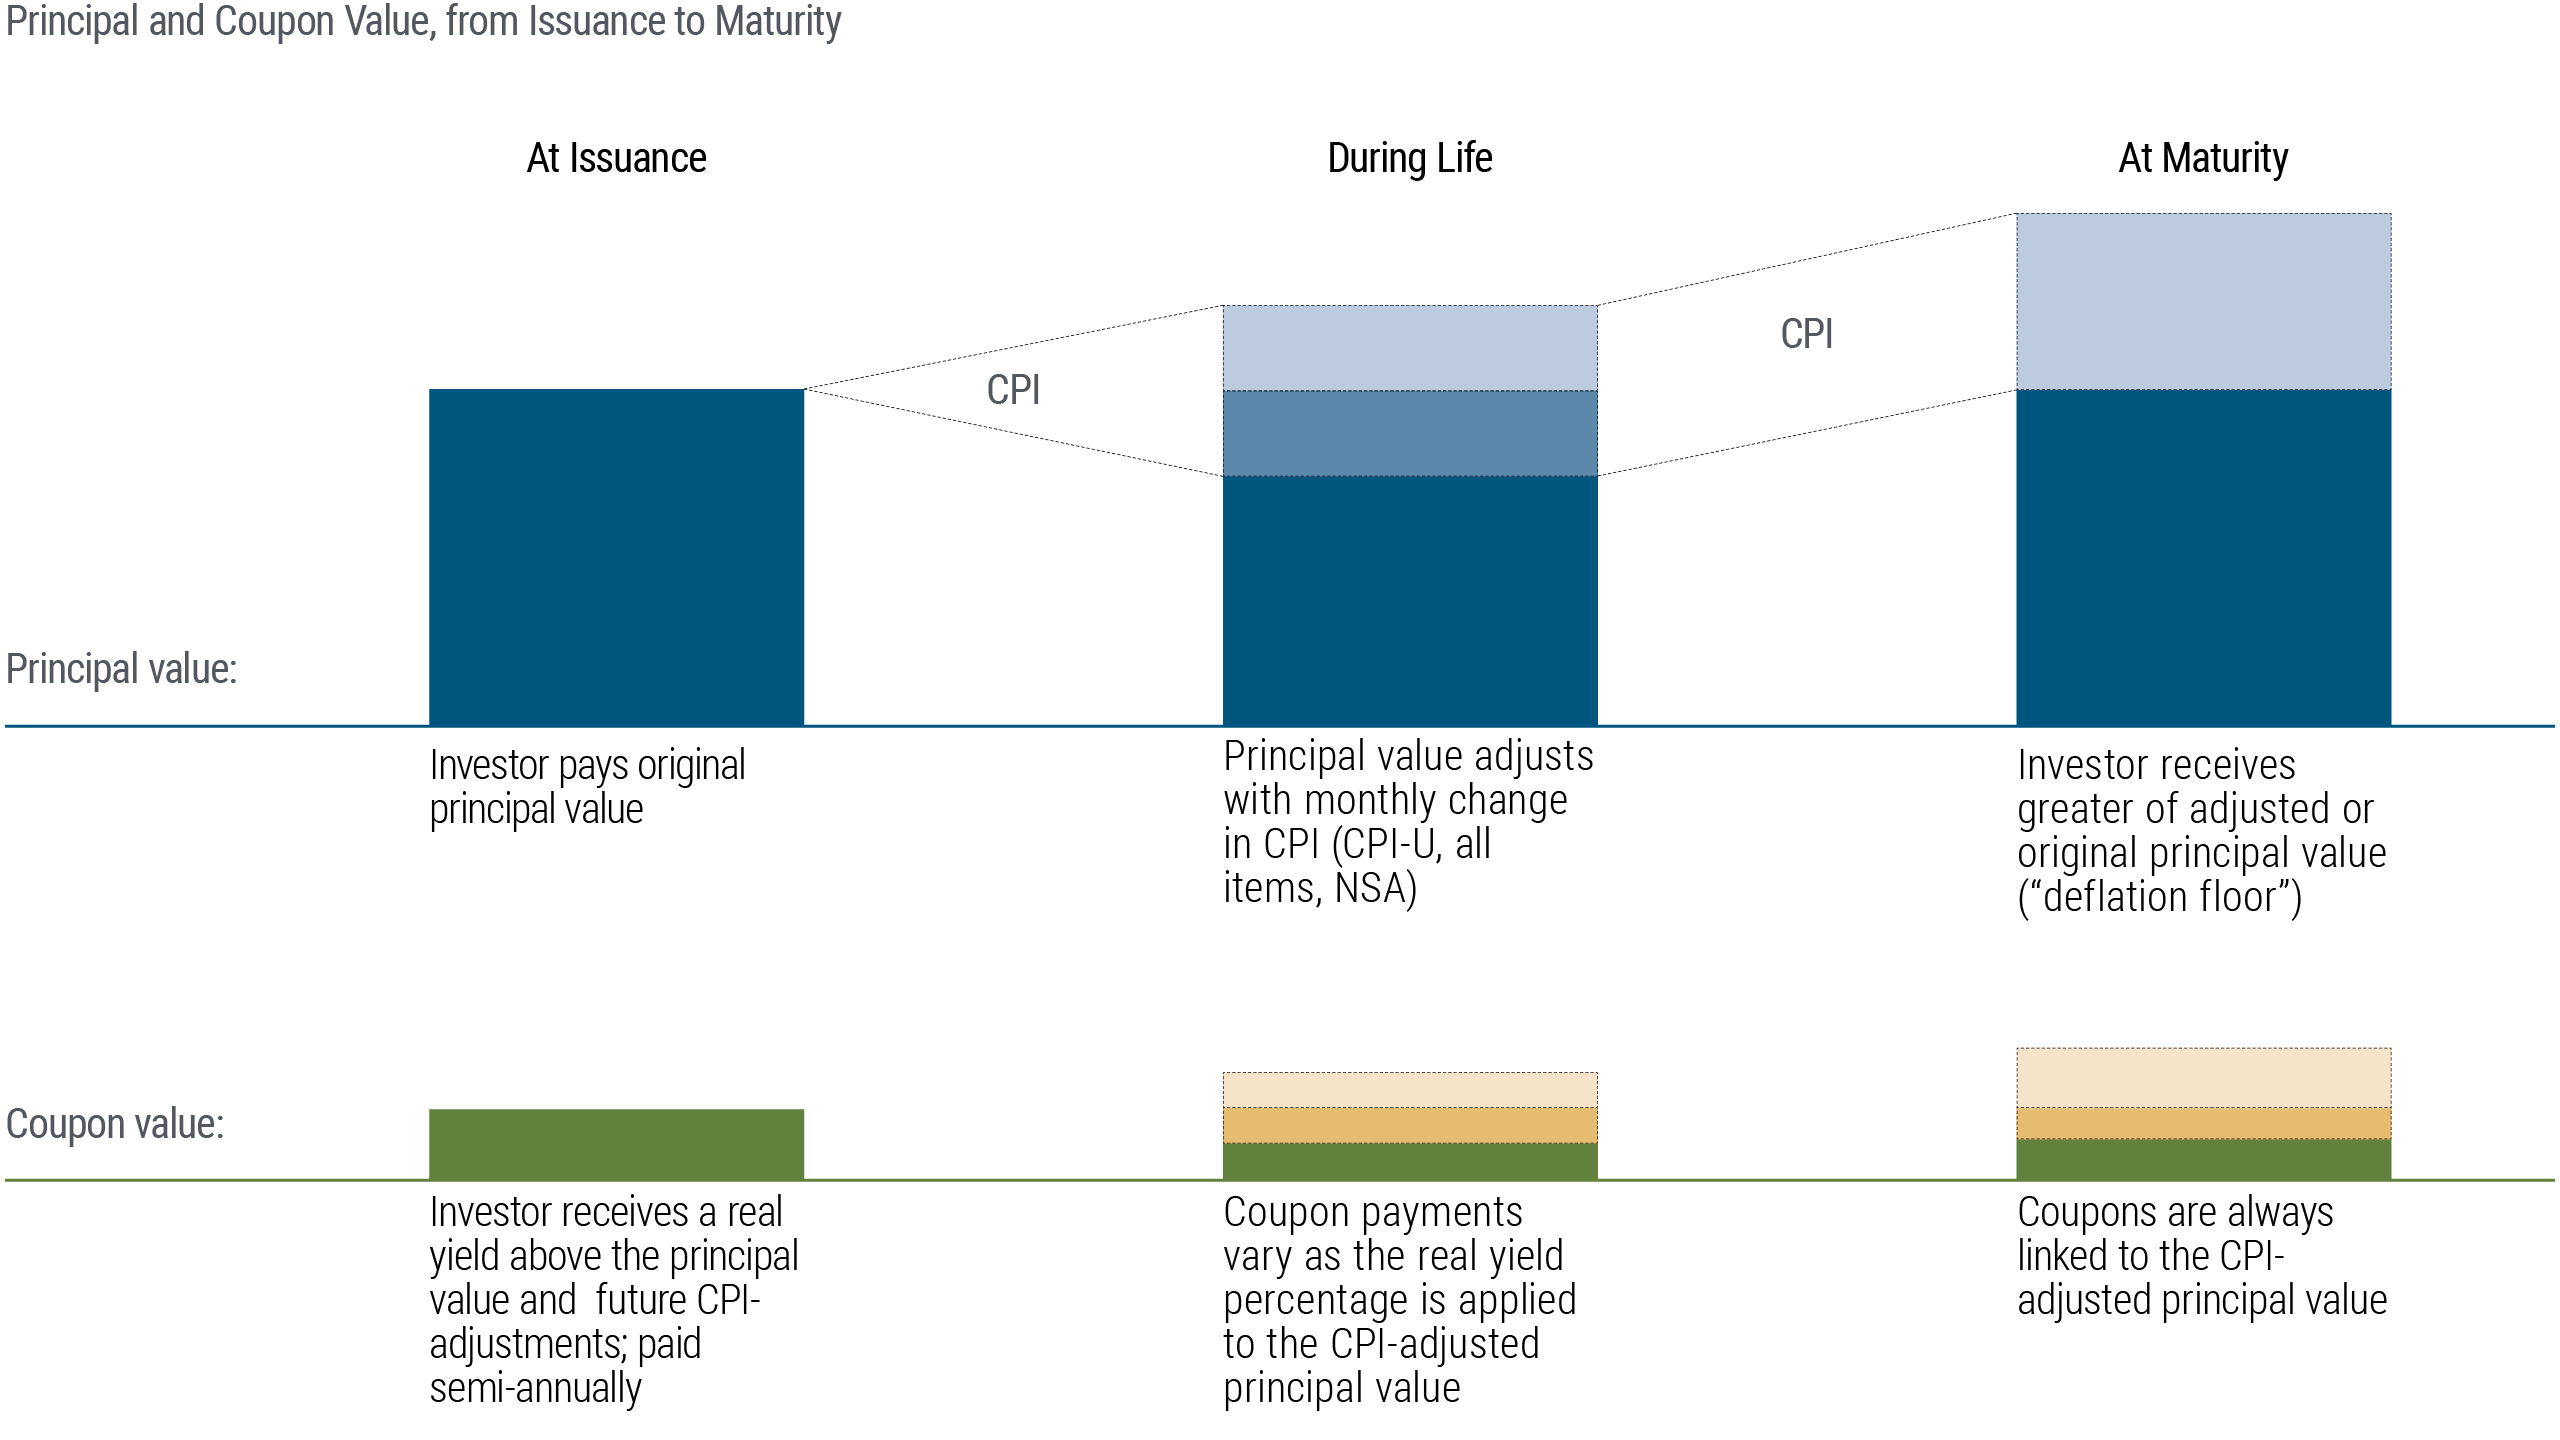 Principal and Coupon Value, from Issuance to Maturity
At Issuance
During Life
At Maturity
CPI
CPI
Principal value:
Investor pays original
principal value
Principal value adjusts
with monthly change
in CPI (CPI-U, all
items, NSA)
Investor receives
greater of adjusted or
original principal value
(“deflation floor”)
Coupon value:
Investor receives a real
yield above the principal
value and  future CPI-
adjustments; paid
semi-annually
Coupon payments
vary as the real yield
percentage is applied
to the CPI-adjusted
principal value
Coupons are always
linked to the CPI-
adjusted principal value